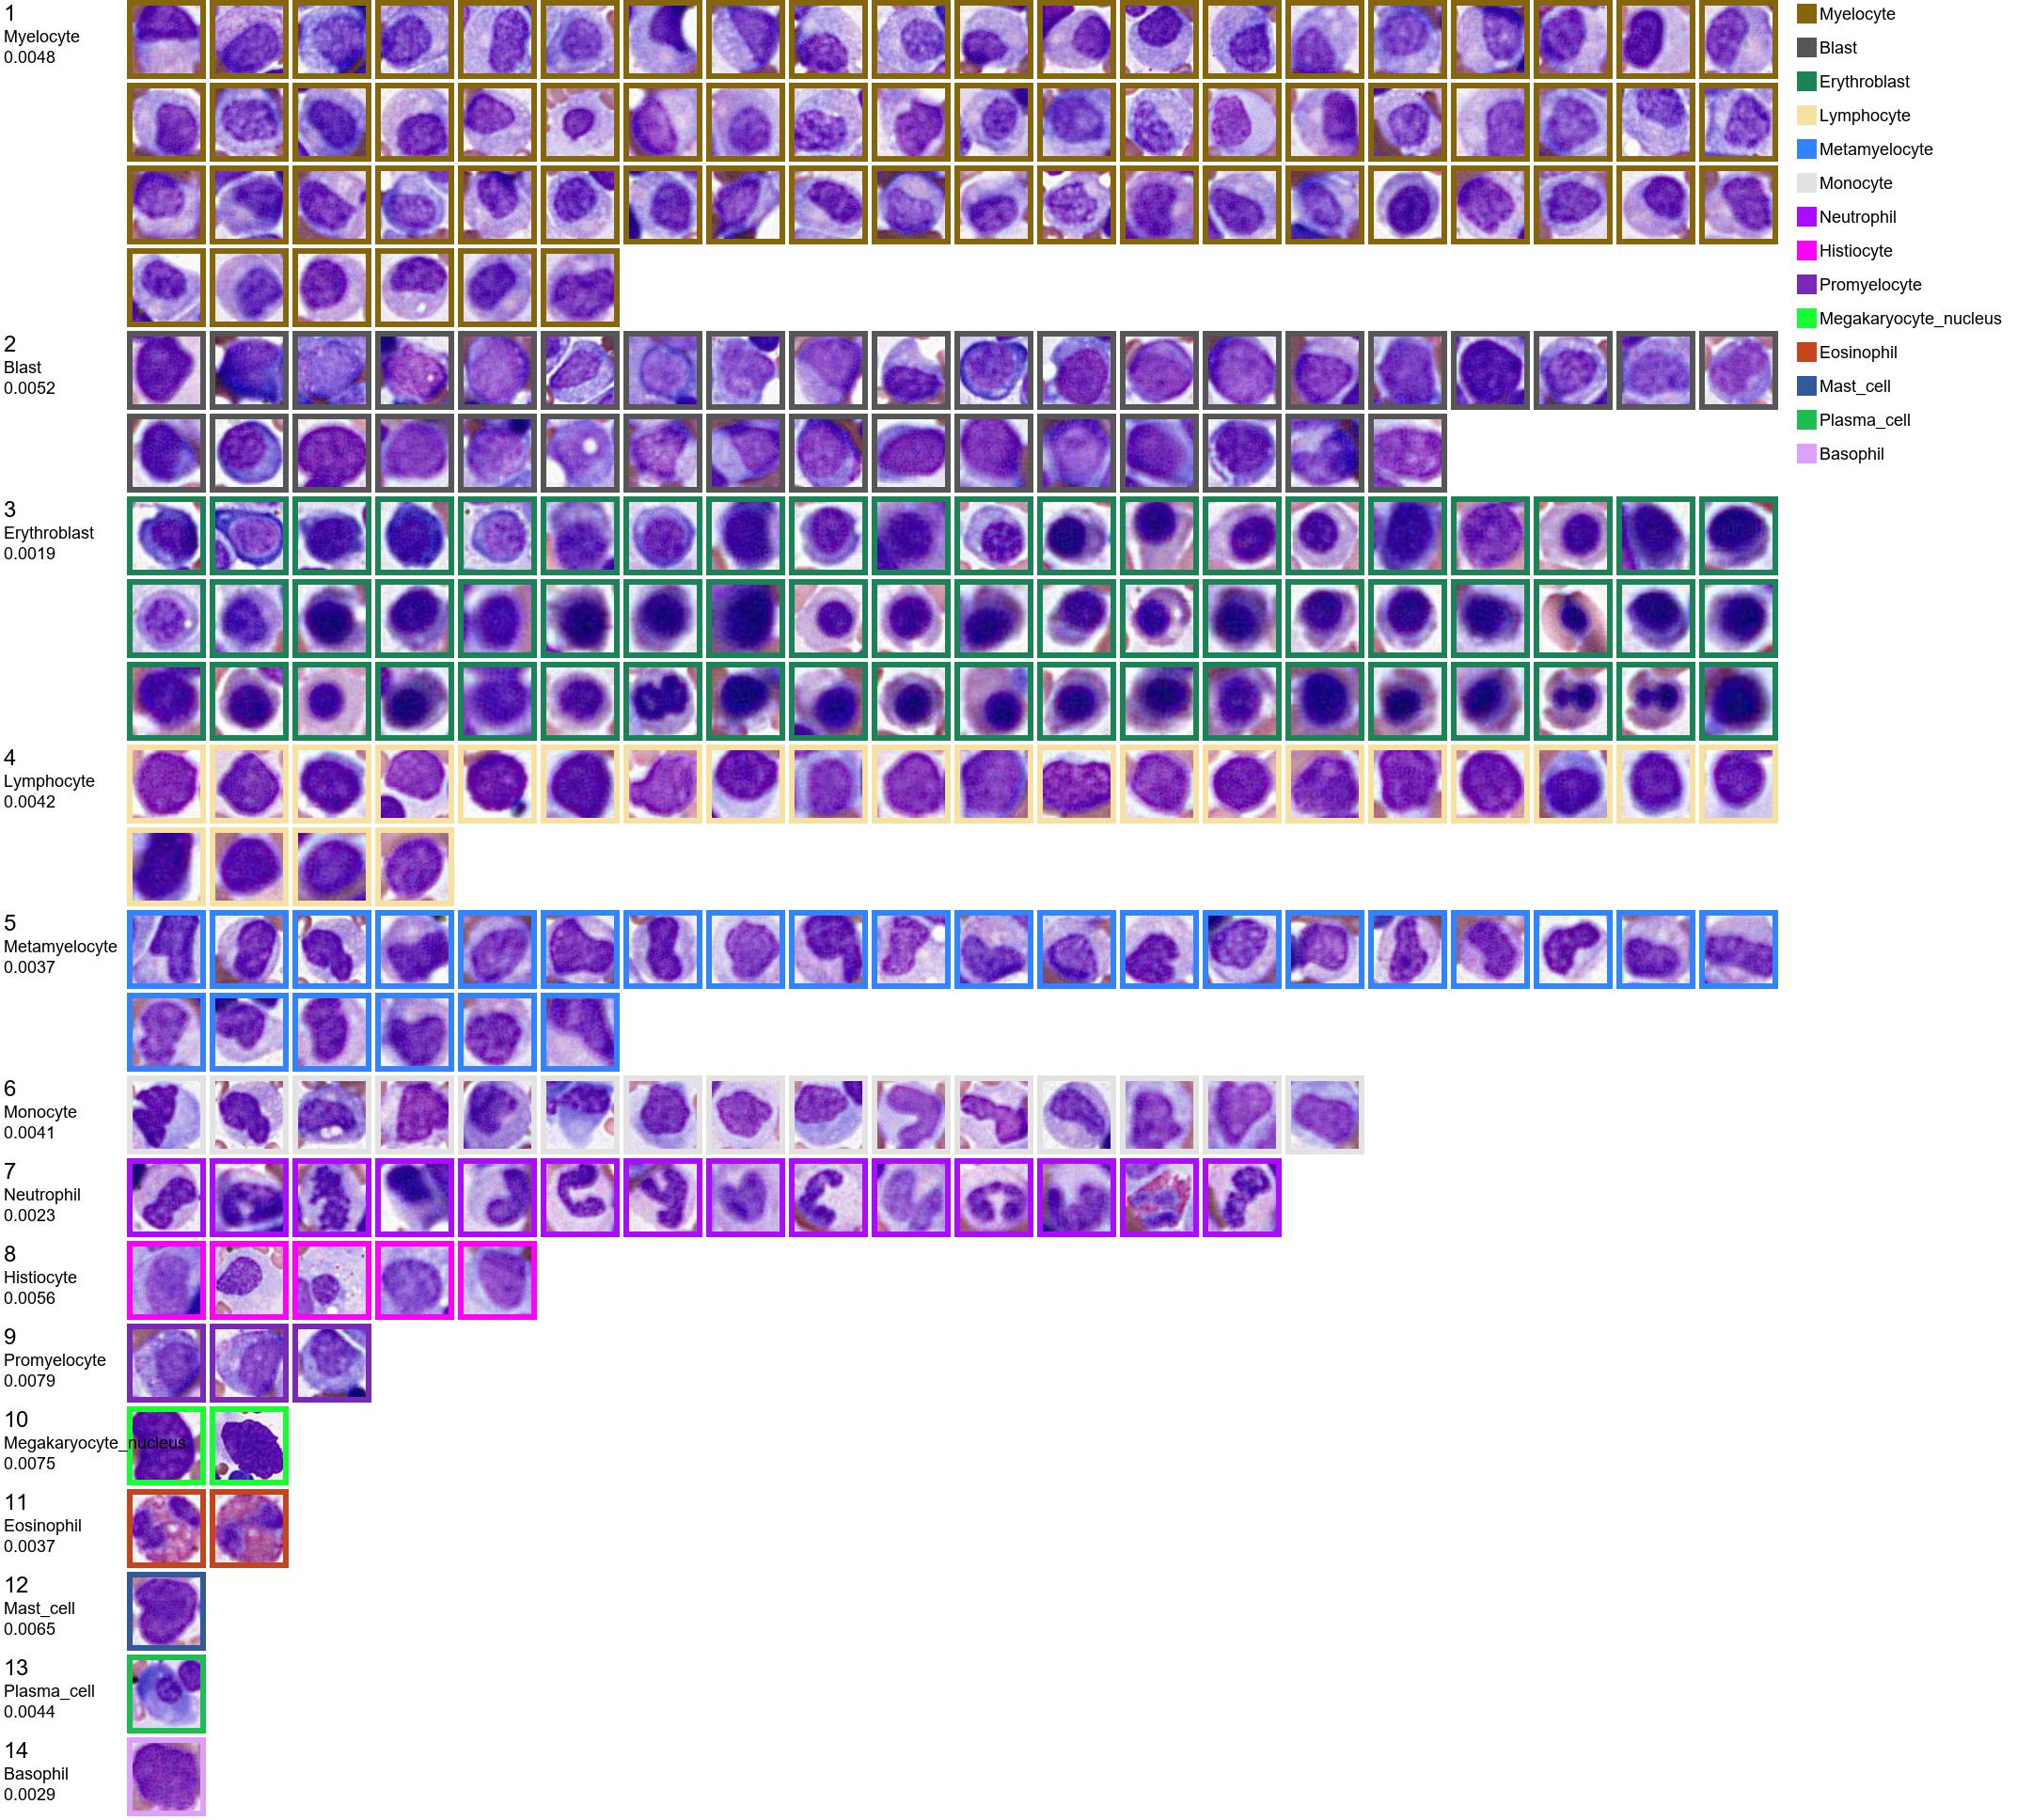 1
Myelocyte
0.0048
2
Blast
0.0052
3
Erythroblast
0.0019
4
Lymphocyte
0.0042
5
Metamyelocyte
0.0037
6
Monocyte
0.0041
7
Neutrophil
0.0023
8
Histiocyte
0.0056
9
Promyelocyte
0.0079
10
Megakaryocyte_nucleus
0.0075
11
Eosinophil
0.0037
12
Mast_cell
0.0065
13
Plasma_cell
0.0044
14
Basophil
0.0029
Myelocyte
Blast
Erythroblast
Lymphocyte
Metamyelocyte
Monocyte
Neutrophil
Histiocyte
Promyelocyte
Megakaryocyte_nucleus
Eosinophil
Mast_cell
Plasma_cell
Basophil